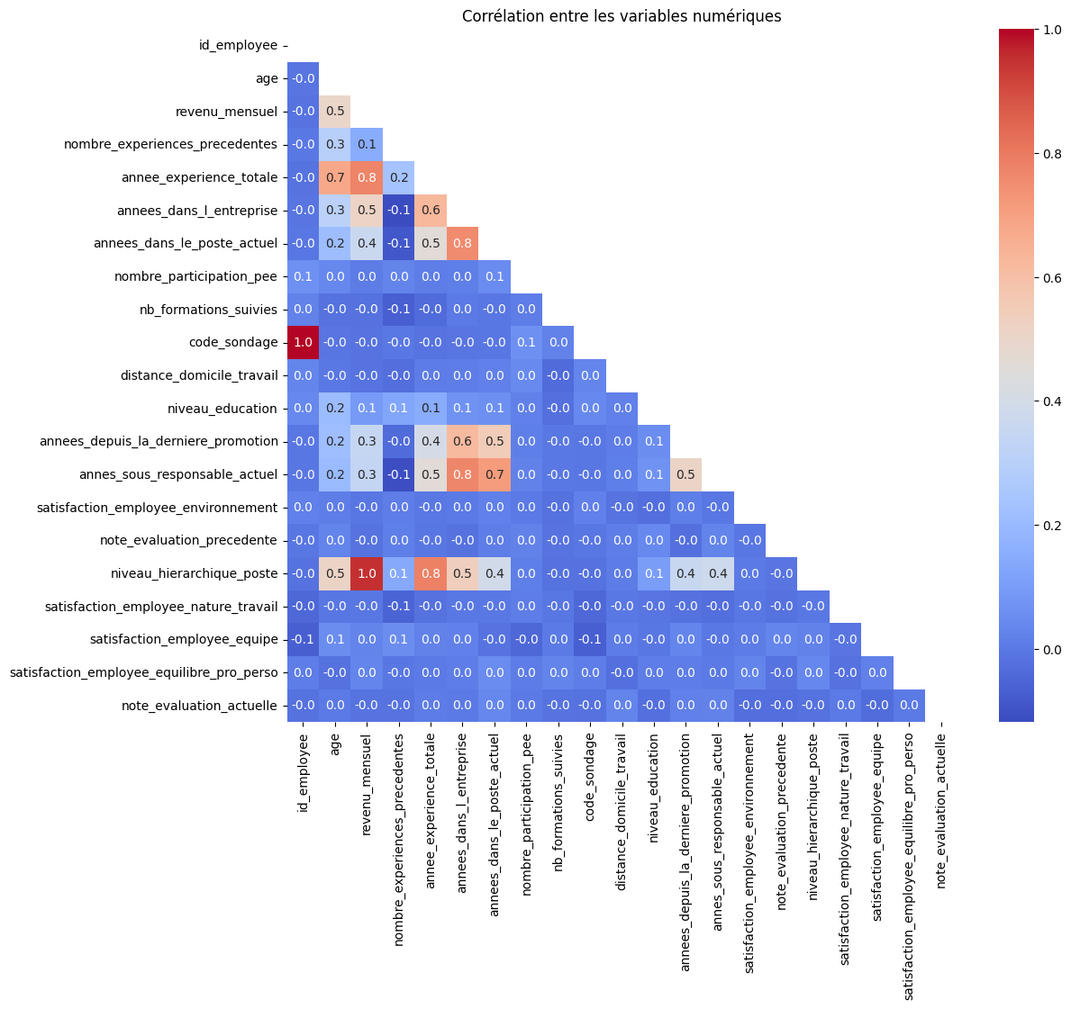 Corrélation entre les variables numériques
id_employee
age -0.0
revenu_mensuel -0.0 0.5
nombre_experiences_precedentes -0.0 0.3 0.1
annee_experience_totale -0.0 0.7 0.8 0.2
annees_dans_l_entreprise -0.0 0.3 0.5 -0.1 0.6
annees_dans_le_poste_actuel -0.0 0.2 0.4 -0.1 0.5 0.8
nombre_participation_pee 0.1 0.0 0.0 0.0 0.0 0.0 0.1
nb_formations_suivies 0.0 -0.0 -0.0 -0.1 -0.0 0.0 -0.0 0.0
code_sondage 1.0 -0.0 -0.0 -0.0 -0.0 -0.0 -0.0 0.1 0.0
distance_domicile_travail 0.0 -0.0 -0.0 -0.0 0.0 0.0 0.0 0.0 -0.0 0.0
niveau_education 0.0 0.2 0.1 0.1 0.1 0.1 0.1 0.0 -0.0 0.0 0.0
annees_depuis_la_derniere_promotion -0.0 0.2 0.3 -0.0 0.4 0.6 0.5 0.0 -0.0 -0.0 0.0 0.1
annes_sous_responsable_actuel -0.0 0.2 0.3 -0.1 0.5 0.8 0.7 0.0 -0.0 -0.0 0.0 0.1 0.5
satisfaction_employee_environnement 0.0 0.0 -0.0 0.0 -0.0 0.0 0.0 0.0 -0.0 0.0 -0.0 -0.0 0.0 -0.0
note_evaluation_precedente -0.0 0.0 -0.0 0.0 -0.0 -0.0 0.0 0.0 -0.0 -0.0 0.0 0.0 -0.0 0.0 -0.0
niveau_hierarchique_poste -0.0 0.5 1.0 0.1 0.8 0.5 0.4 0.0 -0.0 -0.0 0.0 0.1 0.4 0.4 0.0 -0.0
satisfaction_employee_nature_travail -0.0 -0.0 -0.0 -0.1 -0.0 -0.0 -0.0 0.0 -0.0 -0.0 -0.0 -0.0 -0.0 -0.0 -0.0 -0.0 -0.0
satisfaction_employee_equipe -0.1 0.1 0.0 0.1 0.0 0.0 -0.0 -0.0 0.0 -0.1 0.0 -0.0 0.0 -0.0 0.0 0.0 0.0 -0.0
satisfaction_employee_equilibre_pro_perso 0.0 -0.0 0.0 -0.0 0.0 0.0 0.0 0.0 0.0 0.0 -0.0 0.0 0.0 0.0 0.0 -0.0 0.0 -0.0 0.0
note_evaluation_actuelle -0.0 0.0 -0.0 -0.0 0.0 0.0 0.0 0.0 -0.0 -0.0 0.0 -0.0 0.0 0.0 -0.0 -0.0 -0.0 0.0 -0.0 0.0
id_employee
age
revenu_mensuel
nombre_experiences_precedentes
annee_experience_totale
annees_dans_l_entreprise
annees_dans_le_poste_actuel
nombre_participation_pee
nb_formations_suivies
code_sondage
distance_domicile_travail
niveau_education
annees_depuis_la_derniere_promotion
annes_sous_responsable_actuel
satisfaction_employee_environnement
note_evaluation_precedente
niveau_hierarchique_poste
satisfaction_employee_nature_travail
satisfaction_employee_equipe
satisfaction_employee_equilibre_pro_perso
note_evaluation_actuelle
1.0
0.8
0.6
0.4
0.2
0.0